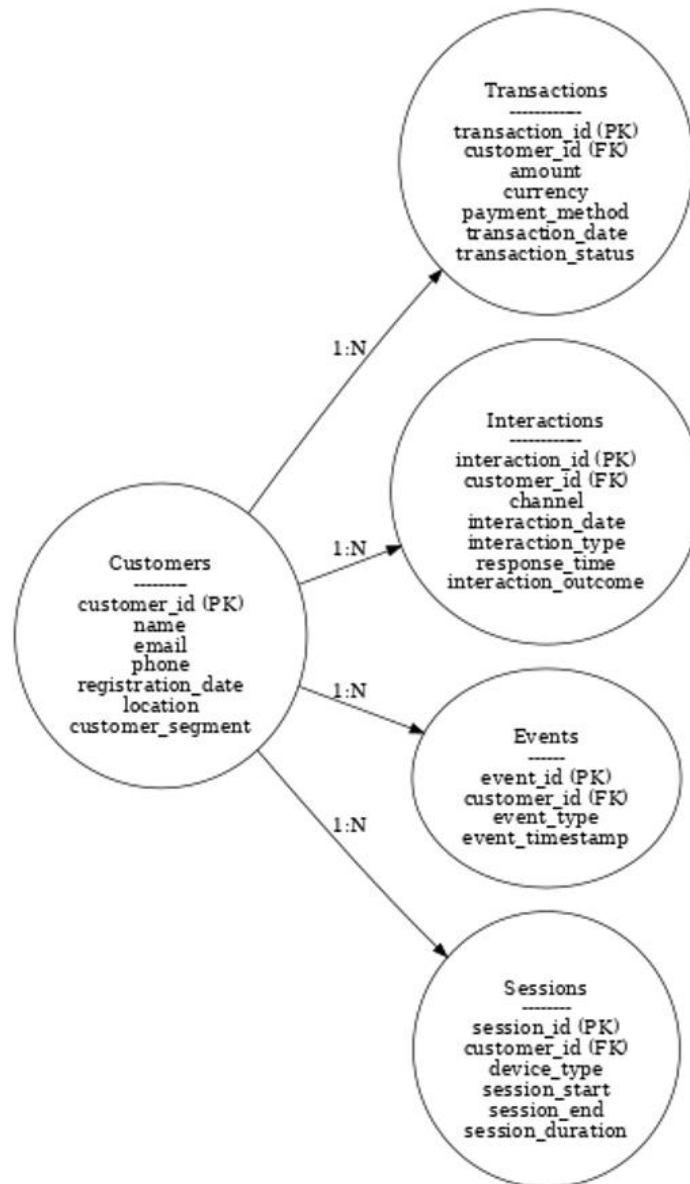 Transactions
------------
transaction_id (PK)
customer_id (FK)
amount
currency
payment_method
transaction_date
transaction_status
1:N
Interactions
------------
interaction_id (PK)
customer_id (FK)
channel
interaction_date
interaction_type
response_time
interaction_outcome
1:N
Customers
---------
customer_id (PK)
name
email
phone
registration_date
location
customer_segment
1:N
Events
------
event_id (PK)
customer_id (FK)
event_type
event_timestamp
1:N
Sessions
--------
session_id (PK)
customer_id (FK)
device_type
session_start
session_end
session_duration